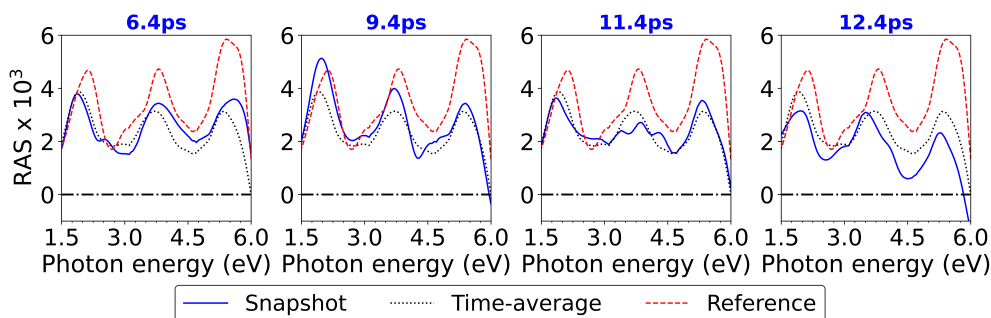 6.4ps 9.4ps 11.4ps 12.4ps
RAS x 10³
6
4
2
0
1.5 3.0 4.5 6.0 1.5 3.0 4.5 6.0 1.5 3.0 4.5 6.0 1.5 3.0 4.5 6.0
Photon energy (eV) Photon energy (eV) Photon energy (eV) Photon energy (eV)
Snapshot Time-average Reference